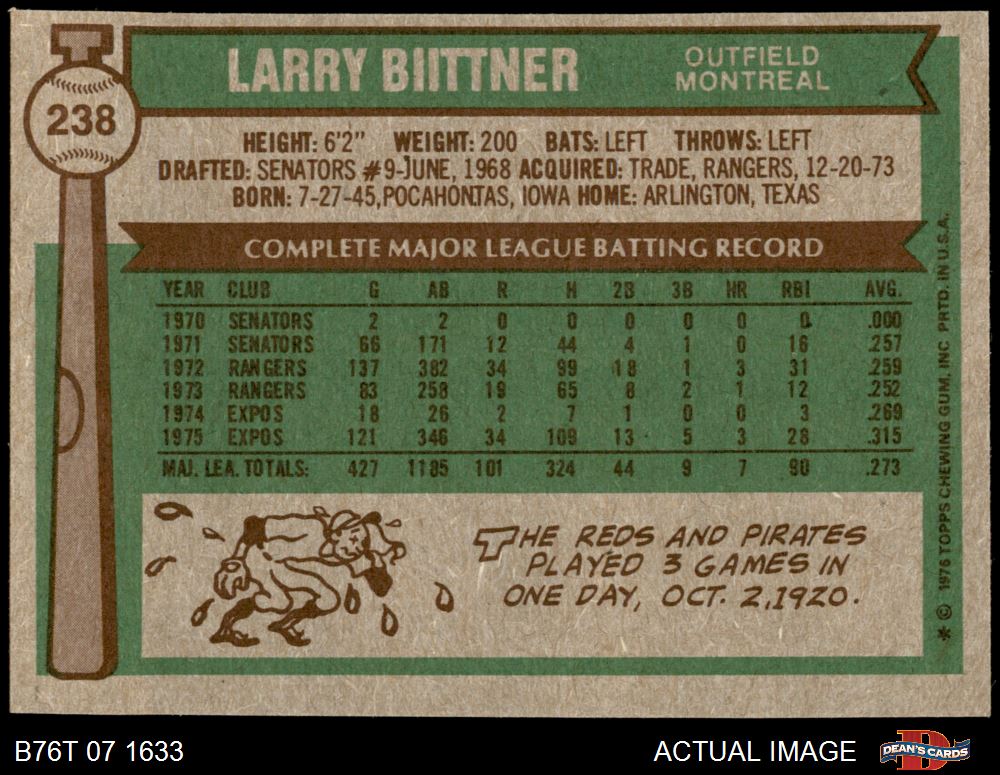 238
LARRY BIITTNER
OUTFIELD
MONTREAL
HEIGHT: 6'2" WEIGHT: 200 BATS: LEFT THROWS: LEFT
DRAFTED: SENATORS #9-JUNE, 1968 ACQUIRED: TRADE, RANGERS, 12-20-73
BORN: 7-27-45, POCAHONTAS, IOWA HOME: ARLINGTON, TEXAS
COMPLETE MAJOR LEAGUE BATTING RECORD
YEAR CLUB G AB R H 2B 3B HR RBI AVG.
1970 SENATORS 2 2 0 0 0 0 0 0 .000
1971 SENATORS 66 171 12 44 4 1 0 16 .257
1972 RANGERS 137 382 34 99 18 1 3 31 .259
1973 RANGERS 83 258 19 65 8 2 1 12 .252
1974 EXPOS 18 26 2 7 1 0 0 3 .269
1975 EXPOS 121 346 34 109 13 5 3 28 .315
MAJ. LEA. TOTALS: 427 1185 101 324 44 9 7 90 .273
THE REDS AND PIRATES
PLAYED 3 GAMES IN
ONE DAY, OCT. 2, 1920.
* © 1976 TOPPS CHEWING GUM, INC PRTD. IN U.S.A.
B76T 07 1633
ACTUAL IMAGE
DEAN'S CARDS